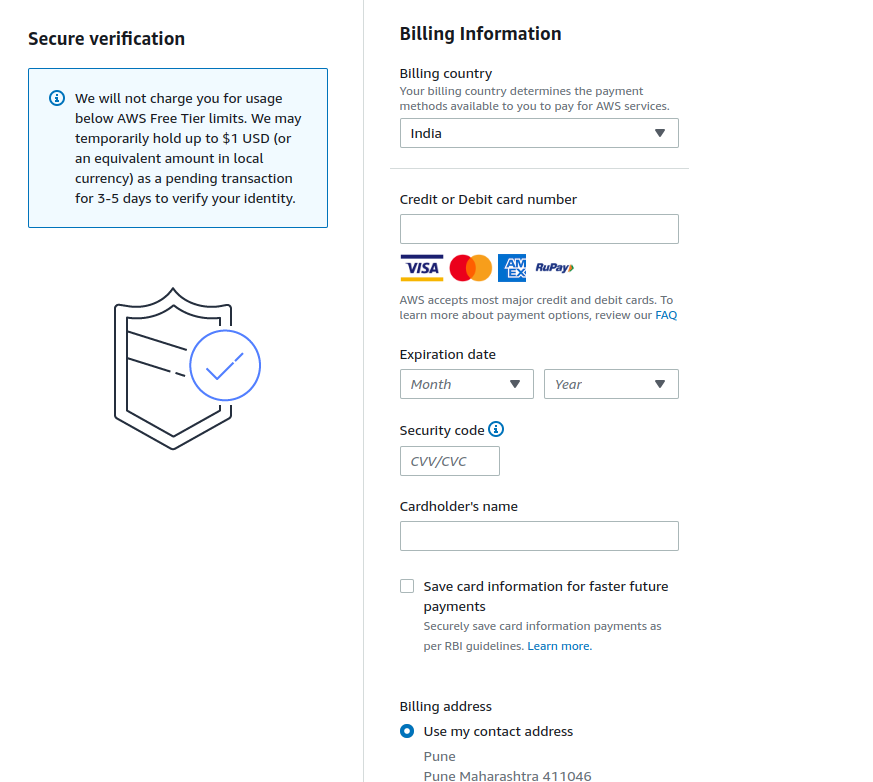 Secure verification
We will not charge you for usage
below AWS Free Tier limits. We may
temporarily hold up to $1 USD (or
an equivalent amount in local
currency) as a pending transaction
for 3-5 days to verify your identity.
Billing Information
Billing country
Your billing country determines the payment
methods available to you to pay for AWS services.
India
Credit or Debit card number
VISA AMEX RuPay
AWS accepts most major credit and debit cards. To
learn more about payment options, review our FAQ
Expiration date
Month Year
Security code
CVV/CVC
Cardholder's name
Save card information for faster future
payments
Securely save card information payments as
per RBI guidelines. Learn more.
Billing address
Use my contact address
Pune
Pune Maharashtra 411046